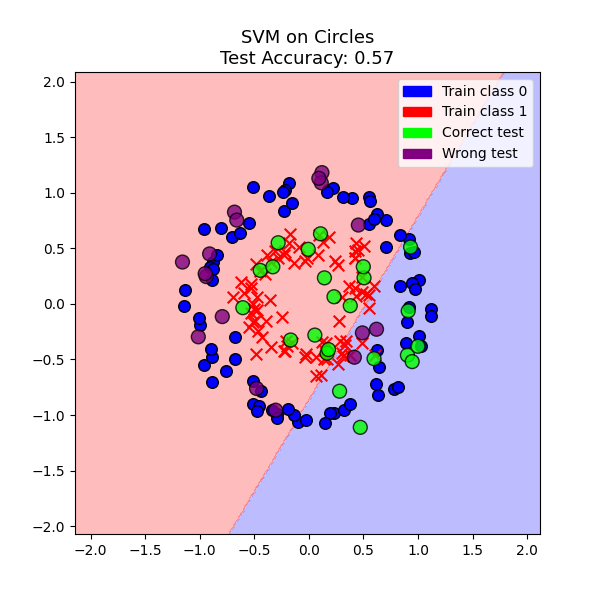 SVM on Circles
Test Accuracy: 0.57
Train class 0
Train class 1
Correct test
Wrong test
2.0
1.5
1.0
0.5
0.0
−0.5
−1.0
−1.5
−2.0
−2.0 −1.5 −1.0 −0.5 0.0 0.5 1.0 1.5 2.0